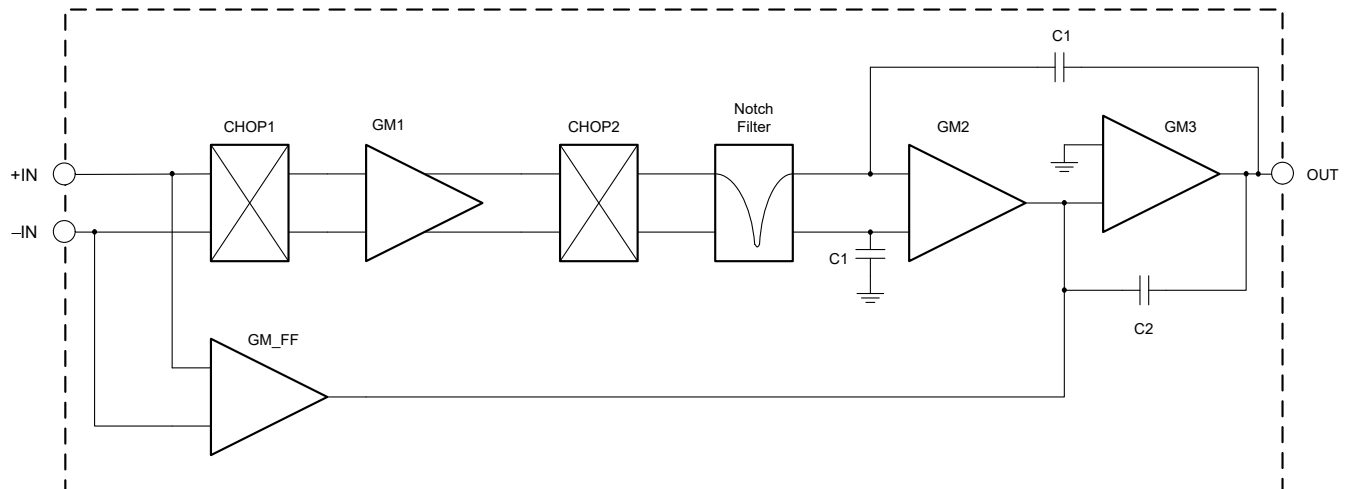 C1
Notch
Filter
CHOP1
GM1
CHOP2
GM2
GM3
+IN
OUT
–IN
C1
C2
GM_FF